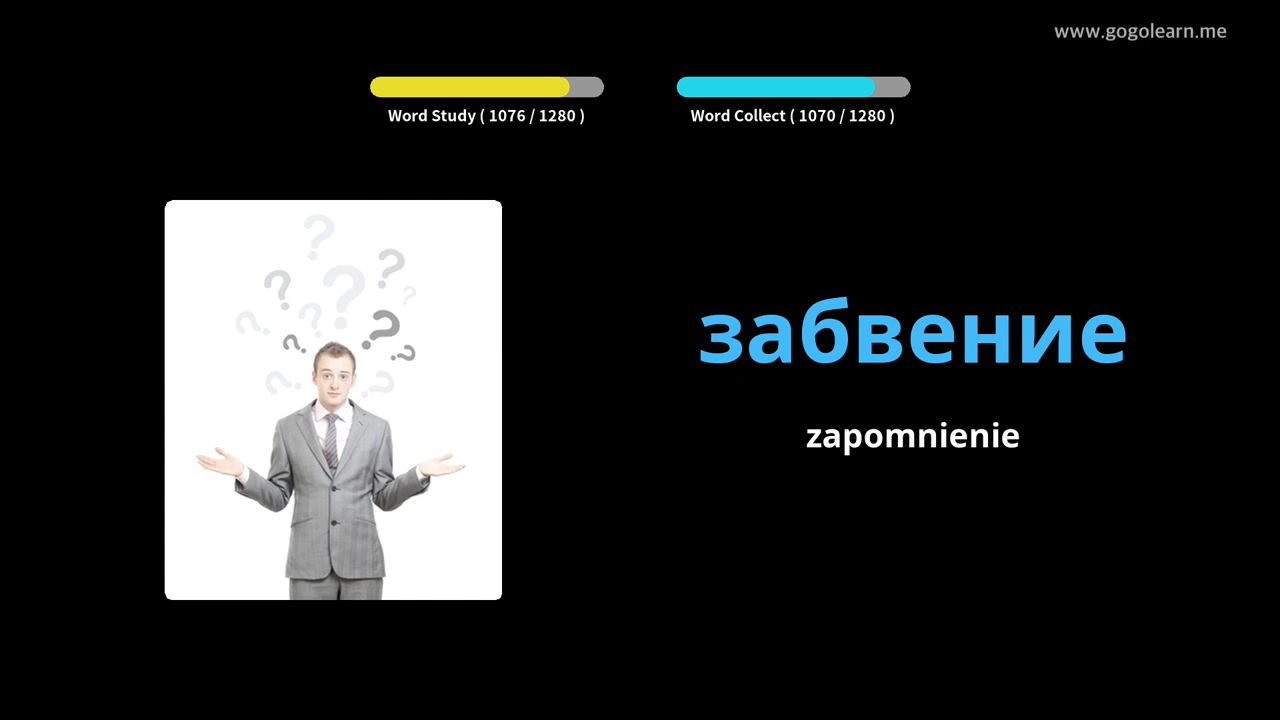 www.gogolearn.me
Word Study ( 1076 / 1280 )
Word Collect ( 1070 / 1280 )
забвение
zapomnienie